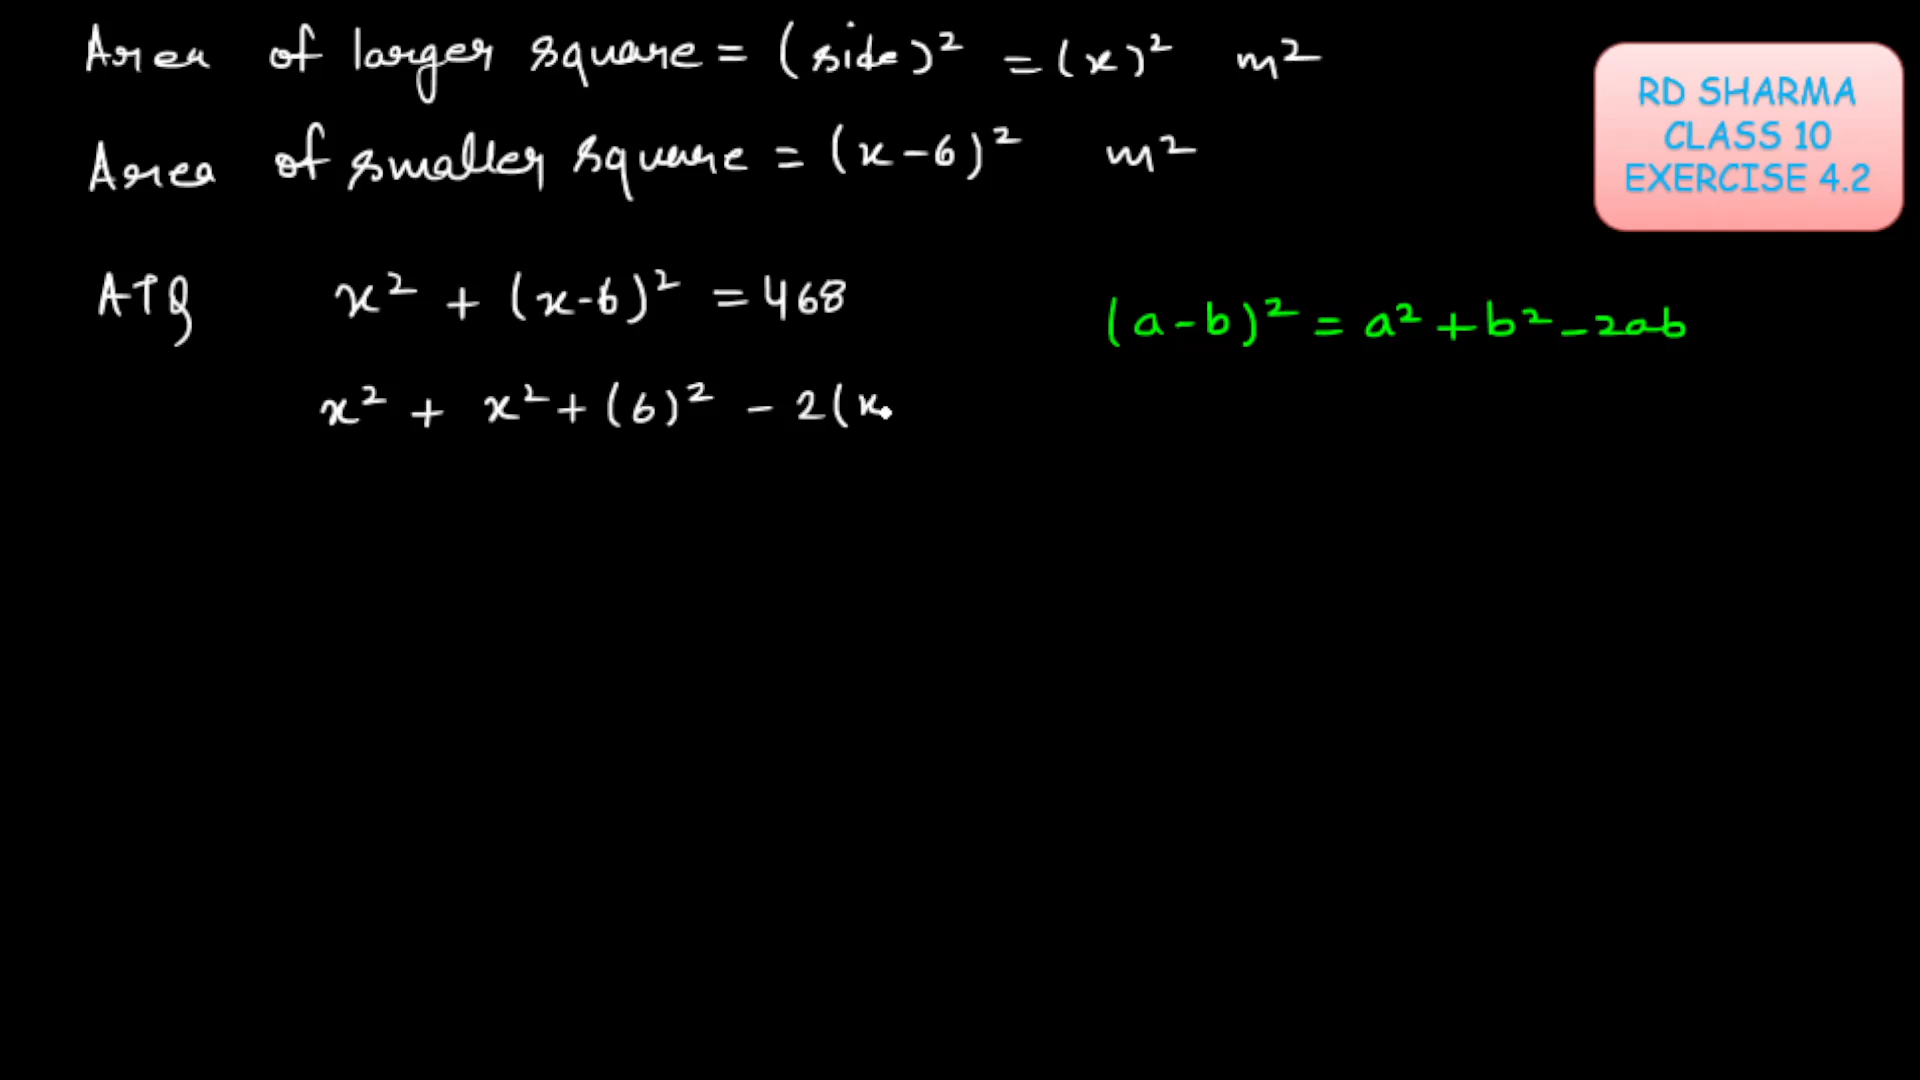 Area of larger square = (side)² = (x)² m²
Area of smaller square = (x-6)² m²
ATQ x² + (x-6)² = 468
(a-b)² = a² + b² - 2ab
x² + x² + (6)² - 2(x
RD SHARMA
CLASS 10
EXERCISE 4.2